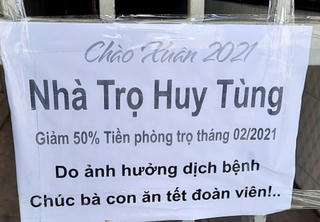 Chào Xuân 2021
Nhà Trọ Huy Tùng
Giảm 50% Tiền phòng trọ tháng 02/2021
Do ảnh hưởng dịch bệnh
Chúc bà con ăn tết đoàn viên!..